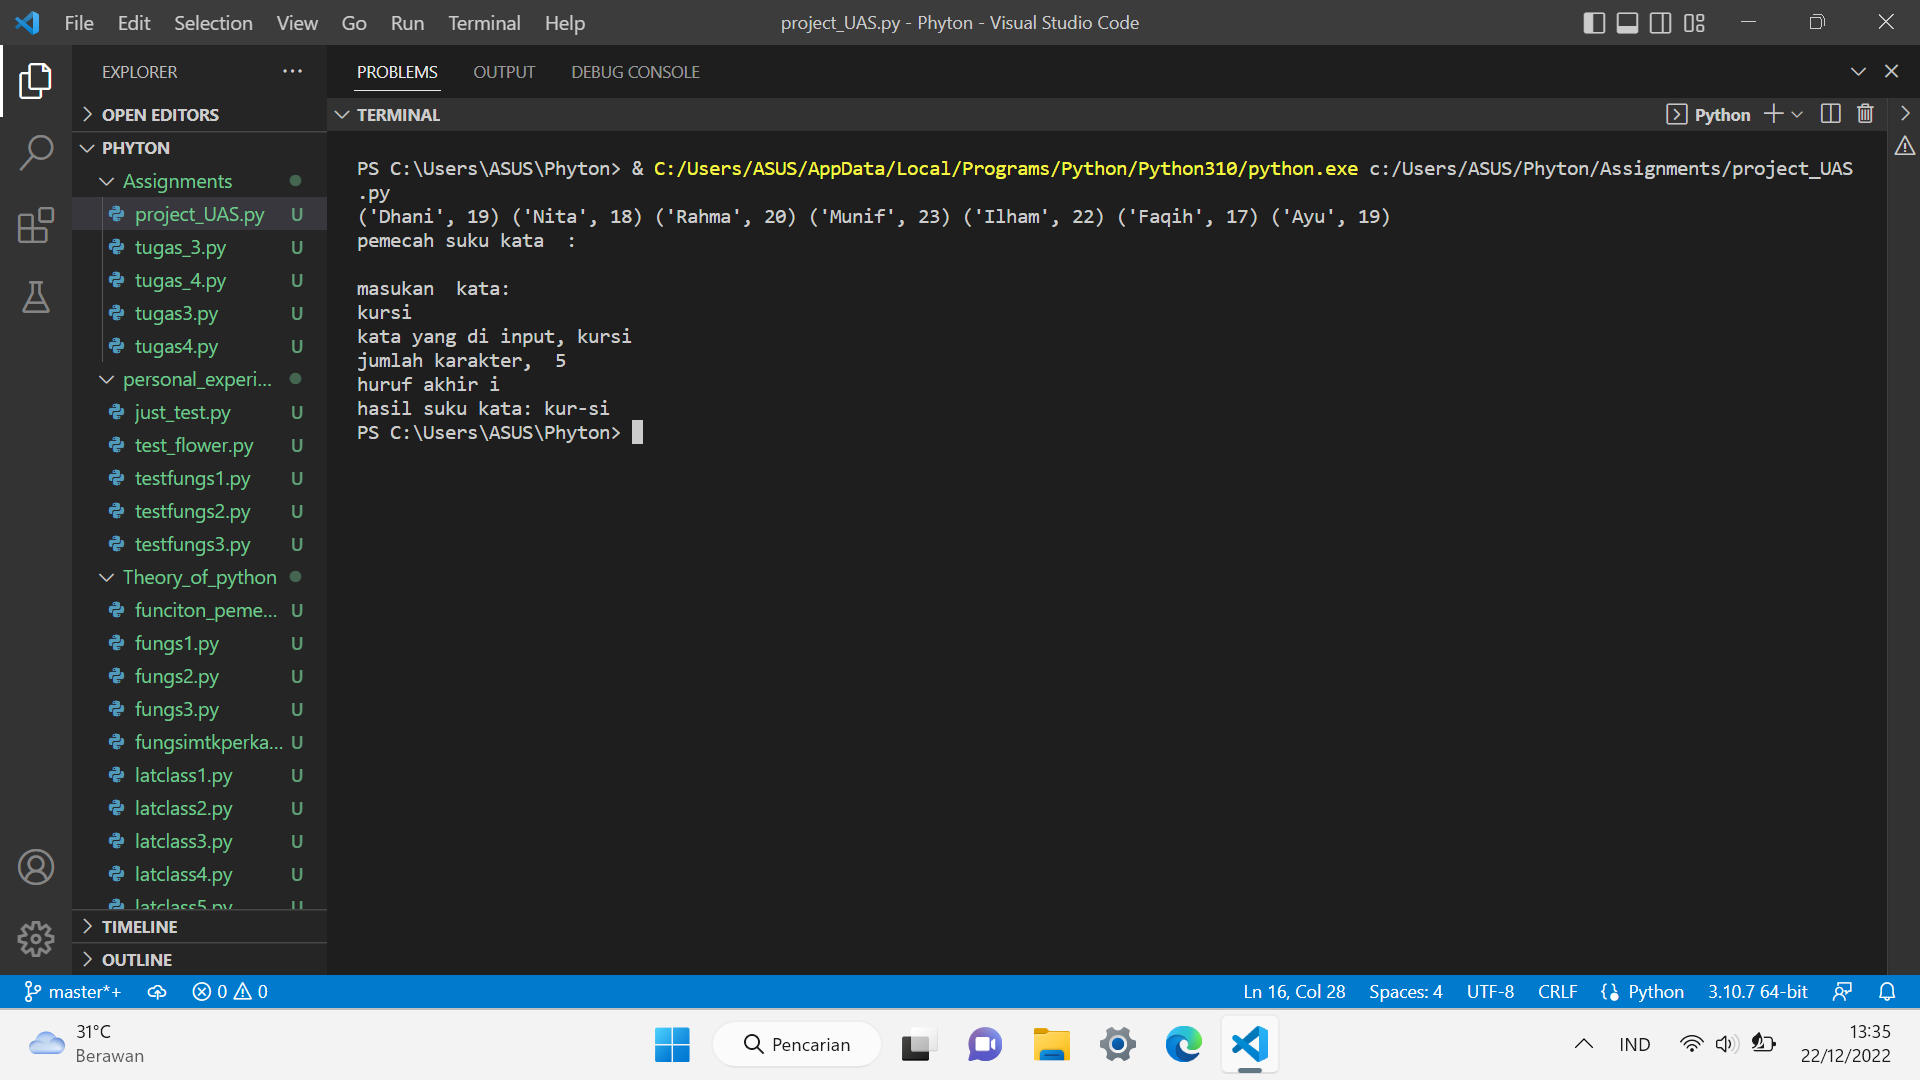 File Edit Selection View Go Run Terminal Help
project_UAS.py - Phyton - Visual Studio Code
EXPLORER
OPEN EDITORS
PHYTON
Assignments
project_UAS.py U
tugas_3.py U
tugas_4.py U
tugas3.py U
tugas4.py U
personal_experi...
just_test.py U
test_flower.py U
testfungs1.py U
testfungs2.py U
testfungs3.py U
Theory_of_python
funciton_peme... U
fungs1.py U
fungs2.py U
fungs3.py U
fungsimtkperka... U
latclass1.py U
latclass2.py U
latclass3.py U
latclass4.py U
latclass5.py U
TIMELINE
OUTLINE
PROBLEMS OUTPUT DEBUG CONSOLE
TERMINAL
Python
PS C:\Users\ASUS\Phyton> & C:/Users/ASUS/AppData/Local/Programs/Python/Python310/python.exe c:/Users/ASUS/Phyton/Assignments/project_UAS
.py
('Dhani', 19) ('Nita', 18) ('Rahma', 20) ('Munif', 23) ('Ilham', 22) ('Faqih', 17) ('Ayu', 19)
pemecah suku kata  :
masukan  kata:
kursi
kata yang di input, kursi
jumlah karakter,  5
huruf akhir i
hasil suku kata: kur-si
PS C:\Users\ASUS\Phyton>
master*+ 0 0
Ln 16, Col 28 Spaces: 4 UTF-8 CRLF Python 3.10.7 64-bit
31°C
Berawan
Pencarian
IND
13:35
22/12/2022